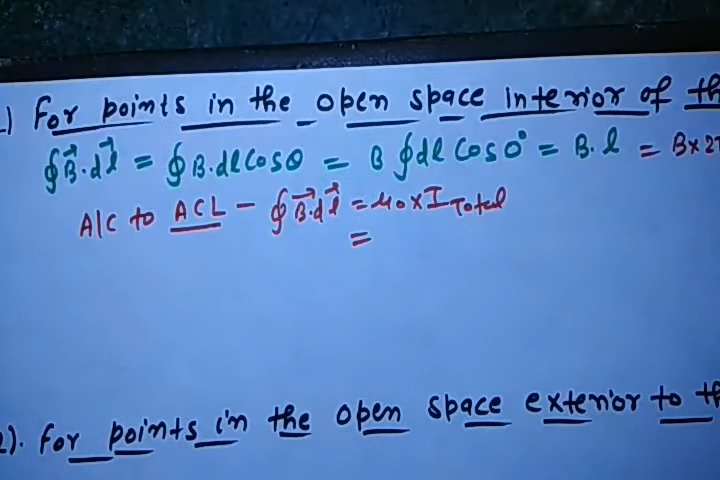 1) For points in the open space interior of th
∮B⃗.dl⃗ = ∮B.dl Cosθ = B ∮dl Cos0° = B.l = B×2π
A/C to ACL - ∮B⃗.dl⃗ = μ0×I Total
=
2). For points in the open space exterior to th